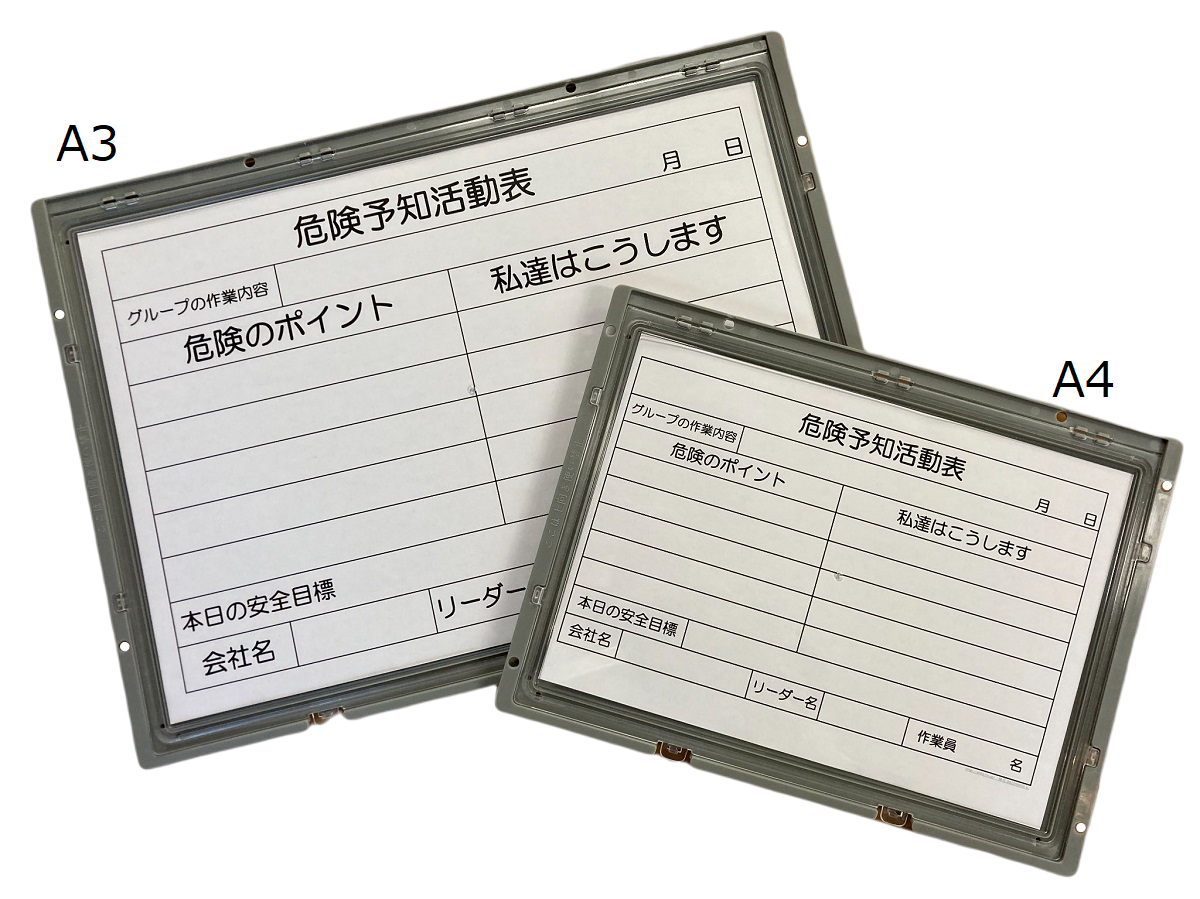 A3
危険予知活動表
月 日
グループの作業内容
危険のポイント
私達はこうします
本日の安全目標
会社名
リーダー
A4
危険予知活動表
月 日
グループの作業内容
危険のポイント
私達はこうします
本日の安全目標
会社名
リーダー名
作業員
名